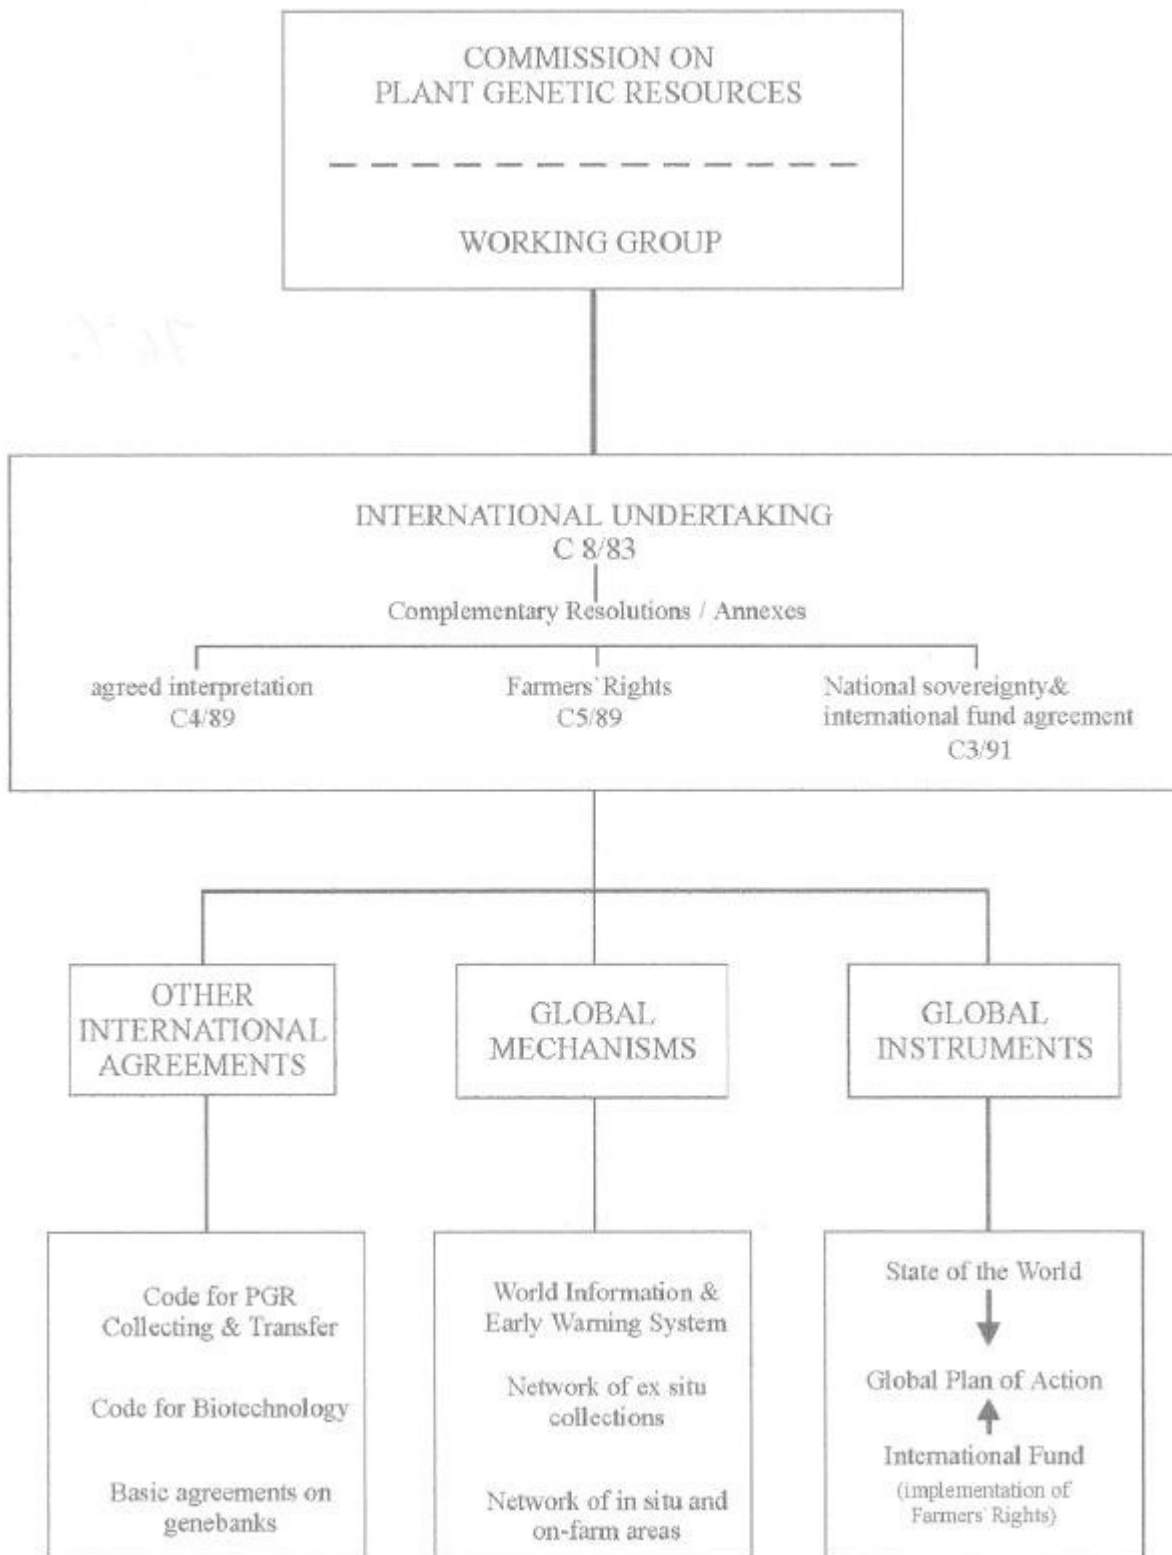 COMMISSION ON
PLANT GENETIC RESOURCES
WORKING GROUP
INTERNATIONAL UNDERTAKING
C 8/83
Complementary Resolutions / Annexes
agreed interpretation
C4/89
Farmers' Rights
C5/89
National sovereignty&
international fund agreement
C3/91
OTHER
INTERNATIONAL
AGREEMENTS
GLOBAL
MECHANISMS
GLOBAL
INSTRUMENTS
Code for PGR
Collecting & Transfer
Code for Biotechnology
Basic agreements on
genebanks
World Information &
Early Warning System
Network of ex situ
collections
Network of in situ and
on-farm areas
State of the World
Global Plan of Action
International Fund
(implementation of
Farmers' Rights)